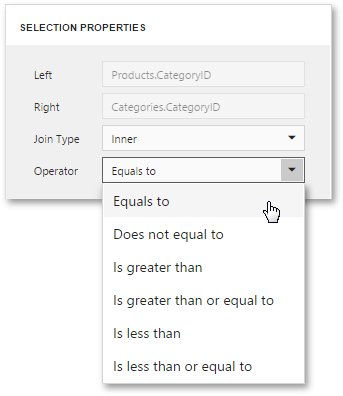 SELECTION PROPERTIES
Left Products.CategoryID
Right Categories.CategoryID
Join Type Inner
Operator Equals to
Equals to
Does not equal to
Is greater than
Is greater than or equal to
Is less than
Is less than or equal to